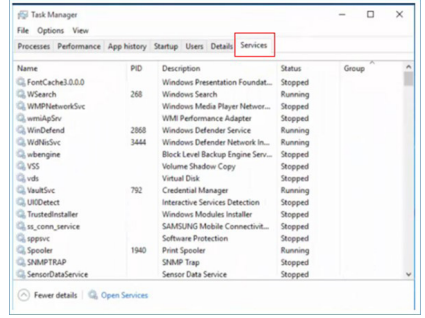 Task Manager
File Options View
Processes Performance App history Startup Users Details Services
Name PID Description Status Group
FontCache3.0.0.0 Windows Presentation Foundat... Stopped
WSearch 268 Windows Search Running
WMPNetworkSvc Windows Media Player Networ... Stopped
wmiApSrv WMI Performance Adapter Stopped
WinDefend 2868 Windows Defender Service Running
WdNisSvc 3444 Windows Defender Network In... Running
wbengine Block Level Backup Engine Serv... Stopped
VSS Volume Shadow Copy Stopped
vds Virtual Disk Stopped
VaultSvc 792 Credential Manager Running
UI0Detect Interactive Services Detection Stopped
TrustedInstaller Windows Modules Installer Stopped
ss_conn_service SAMSUNG Mobile Connectivit... Stopped
sppsvc Software Protection Stopped
Spooler 1940 Print Spooler Running
SNMPTRAP SNMP Trap Stopped
SensorDataService Sensor Data Service Stopped
Fewer details Open Services